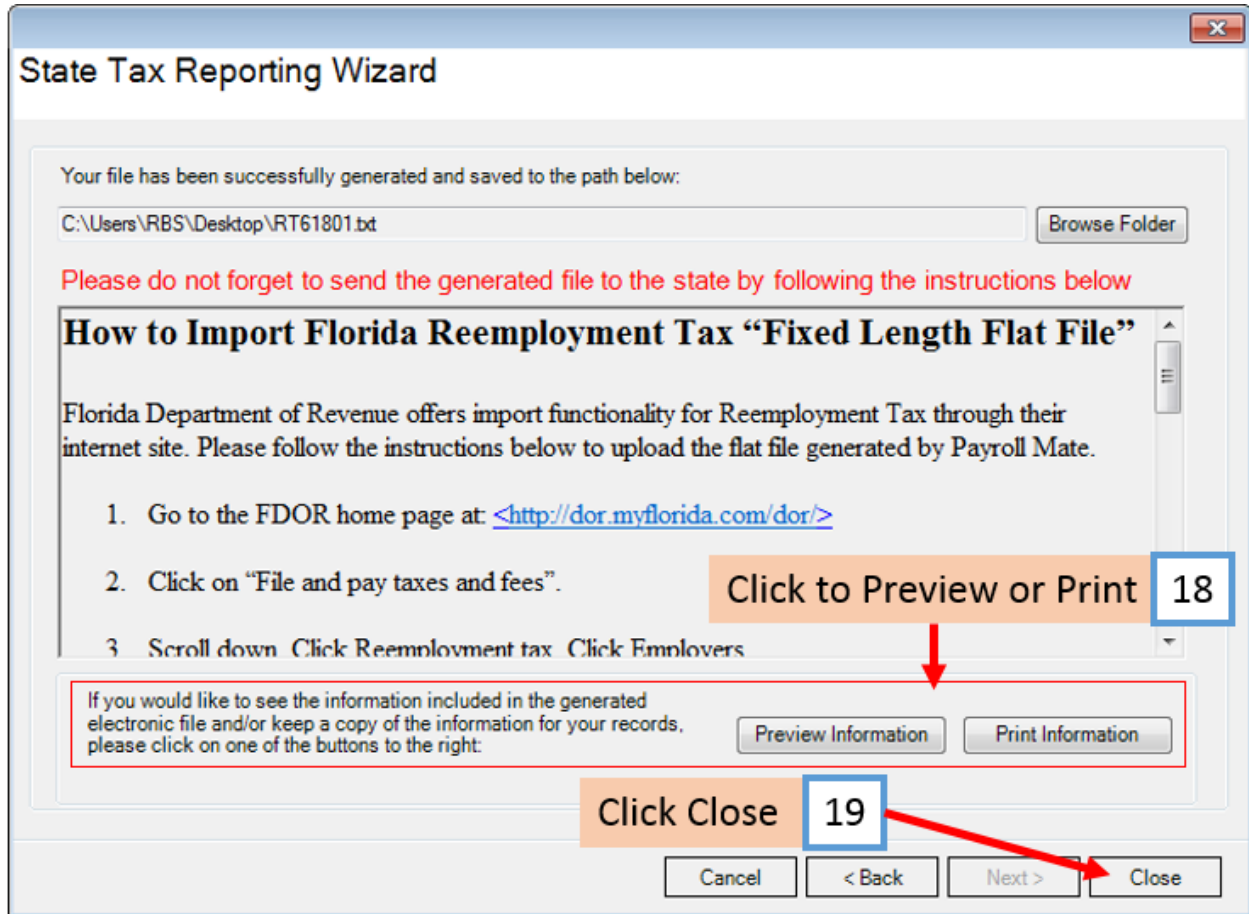 State Tax Reporting Wizard
Your file has been successfully generated and saved to the path below:
C:\Users\RBS\Desktop\RT61801.txt
Browse Folder
Please do not forget to send the generated file to the state by following the instructions below
How to Import Florida Reemployment Tax “Fixed Length Flat File”
Florida Department of Revenue offers import functionality for Reemployment Tax through their
internet site. Please follow the instructions below to upload the flat file generated by Payroll Mate.
1. Go to the FDOR home page at: <http://dor.myflorida.com/dor/>
2. Click on “File and pay taxes and fees”.
Click to Preview or Print 18
3. Scroll down. Click Reemployment tax. Click Employers
If you would like to see the information included in the generated
electronic file and/or keep a copy of the information for your records,
please click on one of the buttons to the right:
Preview Information
Print Information
Click Close 19
Cancel
< Back
Next >
Close